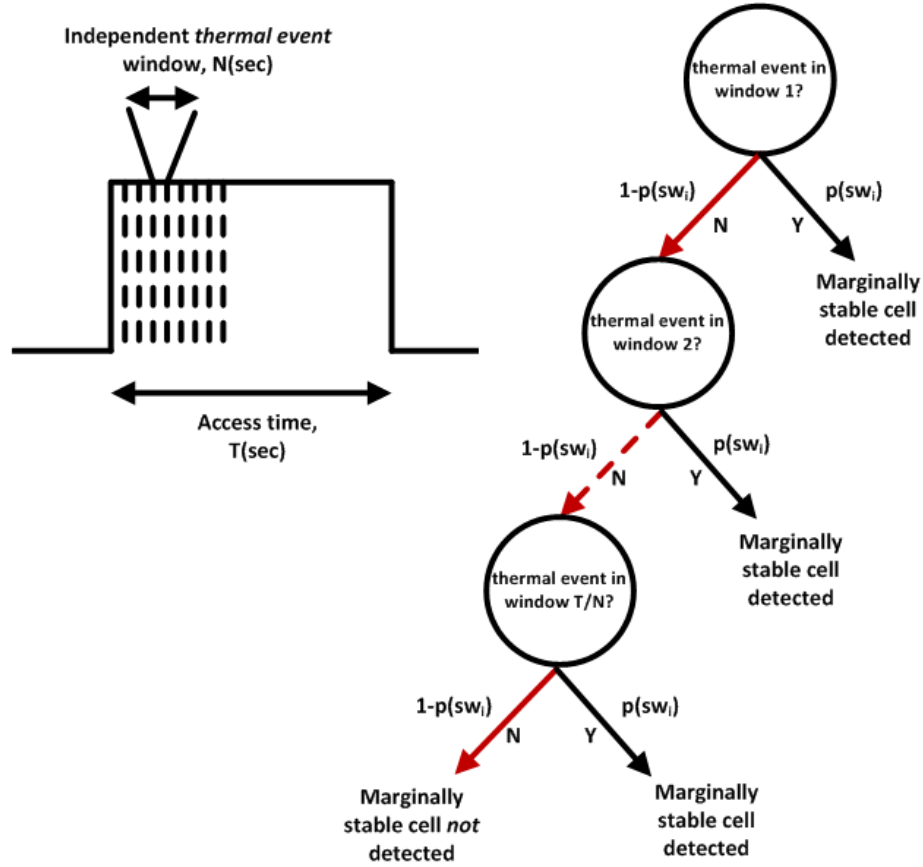 Independent thermal event
window, N(sec)
Access time,
T(sec)
thermal event in
window 1?
1-p(swᵢ)
p(swᵢ)
N
Y
Marginally
stable cell
detected
thermal event in
window 2?
1-p(swᵢ)
p(swᵢ)
N
Y
Marginally
stable cell
detected
thermal event in
window T/N?
1-p(swᵢ)
p(swᵢ)
N
Y
Marginally
stable cell not
detected
Marginally
stable cell
detected